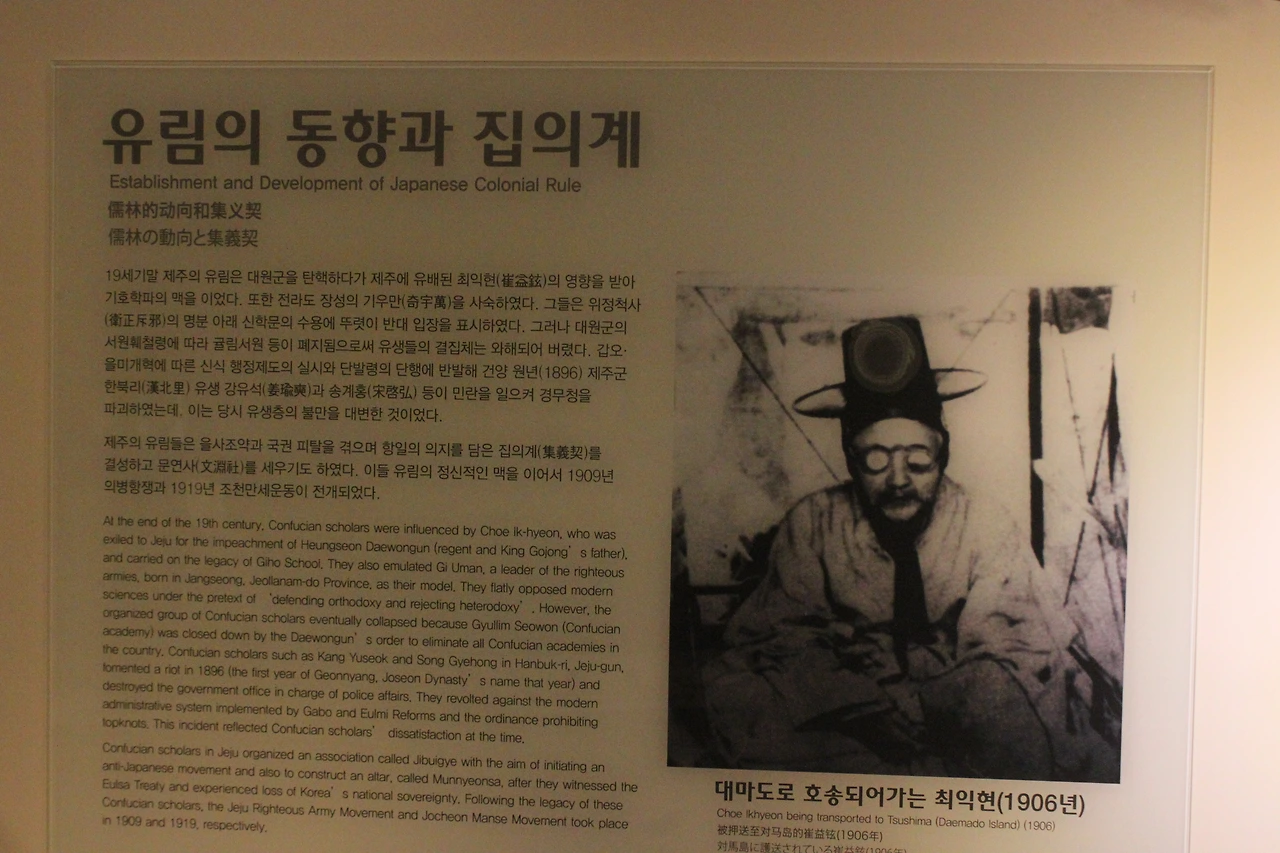 유림의 동향과 집의계
Establishment and Development of Japanese Colonial Rule
儒林的动向和集义契
儒林の動向と集義契
19세기말 제주의 유림은 대원군을 탄핵하다가 제주에 유배된 최익현(崔益鉉)의 영향을 받아
기호학파의 맥을 이었다. 또한 전라도 장성의 기우만(奇宇萬)을 사숙하였다. 그들은 위정척사
(衛正斥邪)의 명분 아래 신학문의 수용에 뚜렷이 반대 입장을 표시하였다. 그러나 대원군의
서원훼철령에 따라 귤림서원 등이 폐지됨으로써 유생들의 결집체는 와해되어 버렸다. 갑오·
을미개혁에 따른 신식 행정제도의 실시와 단발령의 단행에 반발해 건양 원년(1896) 제주군
한북리(漢北里) 유생 강유석(姜瑜奭)과 송계홍(宋啓弘) 등이 민란을 일으켜 경무청을
파괴하였는데, 이는 당시 유생층의 불만을 대변한 것이었다.
제주의 유림들은 을사조약과 국권 피탈을 겪으며 항일의 의지를 담은 집의계(集義契)를
결성하고 문연사(文淵社)를 세우기도 하였다. 이들 유림의 정신적인 맥을 이어서 1909년
의병항쟁과 1919년 조천만세운동이 전개되었다.
At the end of the 19th century, Confucian scholars were influenced by Choe Ik-hyeon, who was
exiled to Jeju for the impeachment of Heungseon Daewongun (regent and King Gojong’s father),
and carried on the legacy of Giho School. They also emulated Gi Uman, a leader of the righteous
armies, born in Jangseong, Jeollanam-do Province, as their model. They flatly opposed modern
sciences under the pretext of ‘defending orthodoxy and rejecting heterodoxy’. However, the
organized group of Confucian scholars eventually collapsed because Gyullim Seowon (Confucian
academy) was closed down by the Daewongun’s order to eliminate all Confucian academies in
the country. Confucian scholars such as Kang Yuseok and Song Gyehong in Hanbuk-ri, Jeju-gun,
fomented a riot in 1896 (the first year of Geonnyang, Joseon Dynasty’s name that year) and
destroyed the government office in charge of police affairs. They revolted against the modern
administrative system implemented by Gabo and Eulmi Reforms and the ordinance prohibiting
topknots. This incident reflected Confucian scholars’ dissatisfaction at the time.
Confucian scholars in Jeju organized an association called Jibuigye with the aim of initiating an
anti-Japanese movement and also to construct an altar, called Munnyeonsa, after they witnessed the
Eulsa Treaty and experienced loss of Korea’s national sovereignty. Following the legacy of these
Confucian scholars, the Jeju Righteous Army Movement and Jocheon Manse Movement took place
in 1909 and 1919, respectively.
대마도로 호송되어가는 최익현(1906년)
Choe Ikhyeon being transported to Tsushima (Daemado Island) (1906)
被押送至对马岛的崔益铉(1906年)
対馬島に護送されている崔益鉉(1906年)